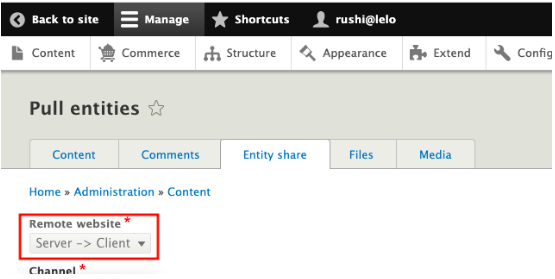 Back to site Manage Shortcuts rushi@lelo
Content Commerce Structure Appearance Extend Config
Pull entities
Content Comments Entity share Files Media
Home » Administration » Content
Remote website *
Server -> Client
Channel *